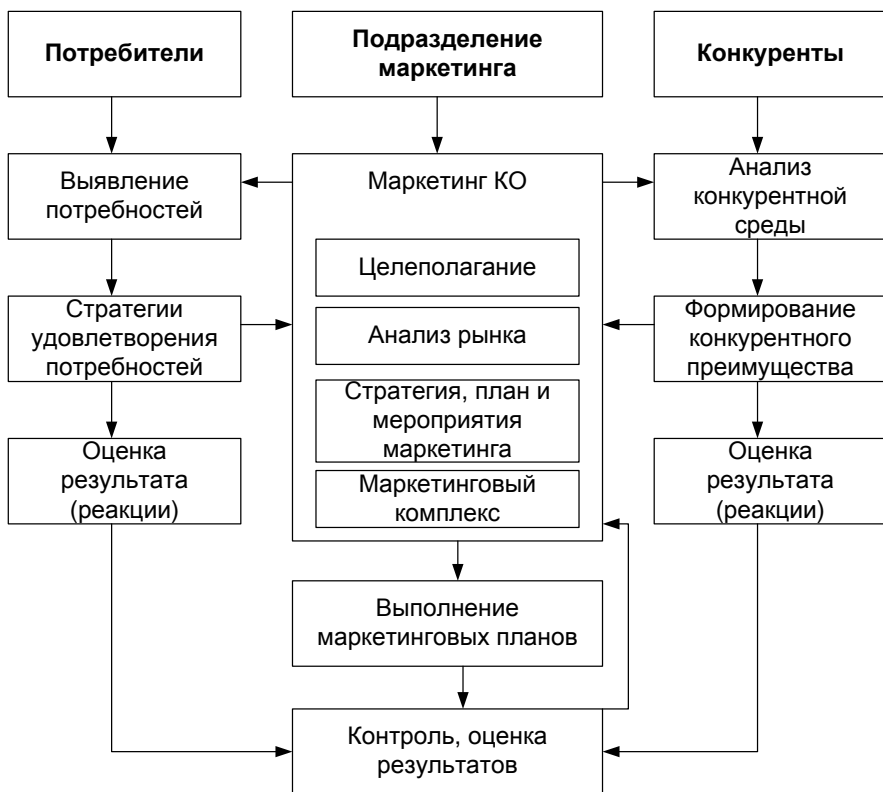 Потребители
Подразделение
маркетинга
Конкуренты
Выявление
потребностей
Маркетинг КО
Анализ
конкурентной
среды
Целеполагание
Стратегии
удовлетворения
потребностей
Анализ рынка
Формирование
конкурентного
преимущества
Стратегия, план и
мероприятия
маркетинга
Оценка
результата
(реакции)
Маркетинговый
комплекс
Оценка
результата
(реакции)
Выполнение
маркетинговых планов
Контроль, оценка
результатов